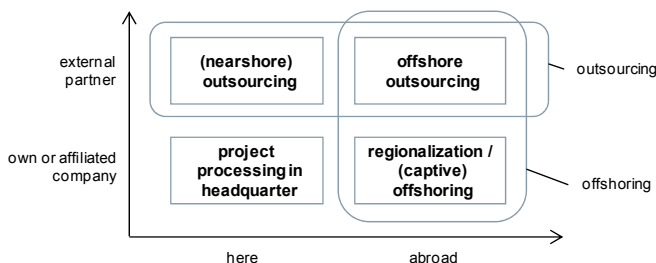 external
partner
(nearshore)
outsourcing
offshore
outsourcing
outsourcing
own or affiliated
company
project
processing in
headquarter
regionalization /
(captive)
offshoring
offshoring
here
abroad